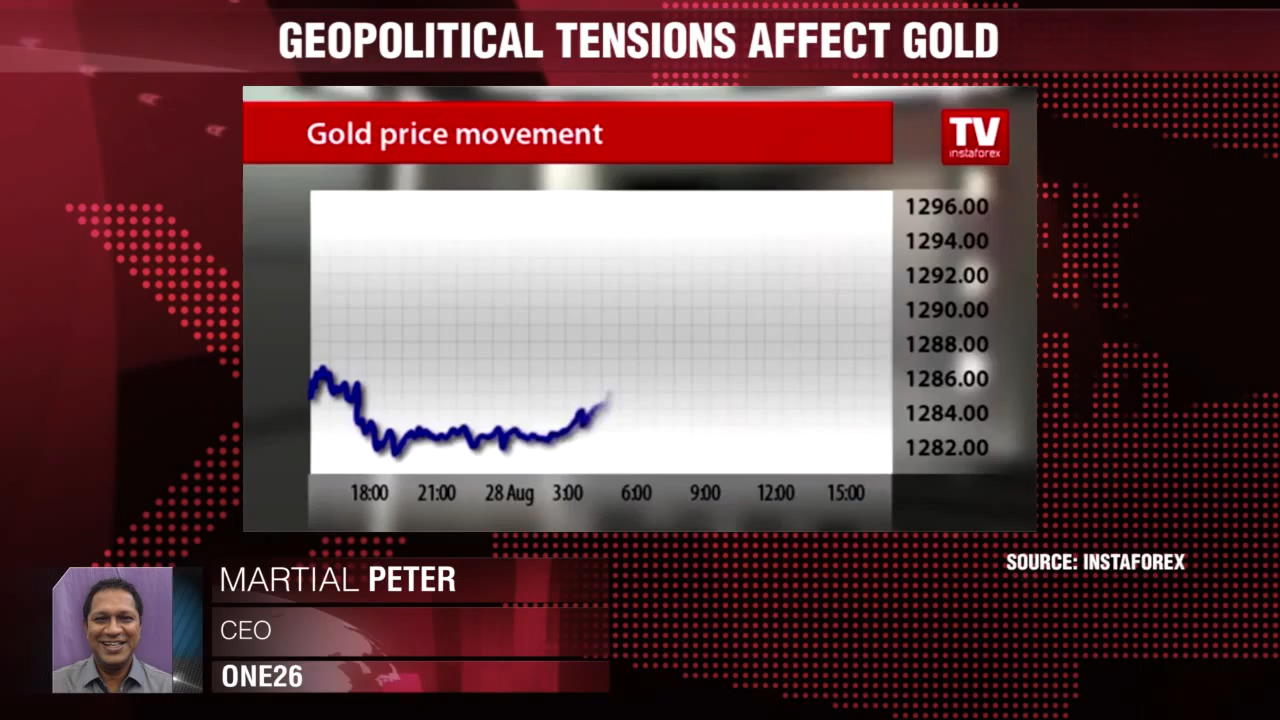 GEOPOLITICAL TENSIONS AFFECT GOLD
Gold price movement
TV
instaforex
1296.00
1294.00
1292.00
1290.00
1288.00
1286.00
1284.00
1282.00
18:00 21:00 28 Aug 3:00 6:00 9:00 12:00 15:00
SOURCE: INSTAFOREX
MARTIAL PETER
CEO
ONE26